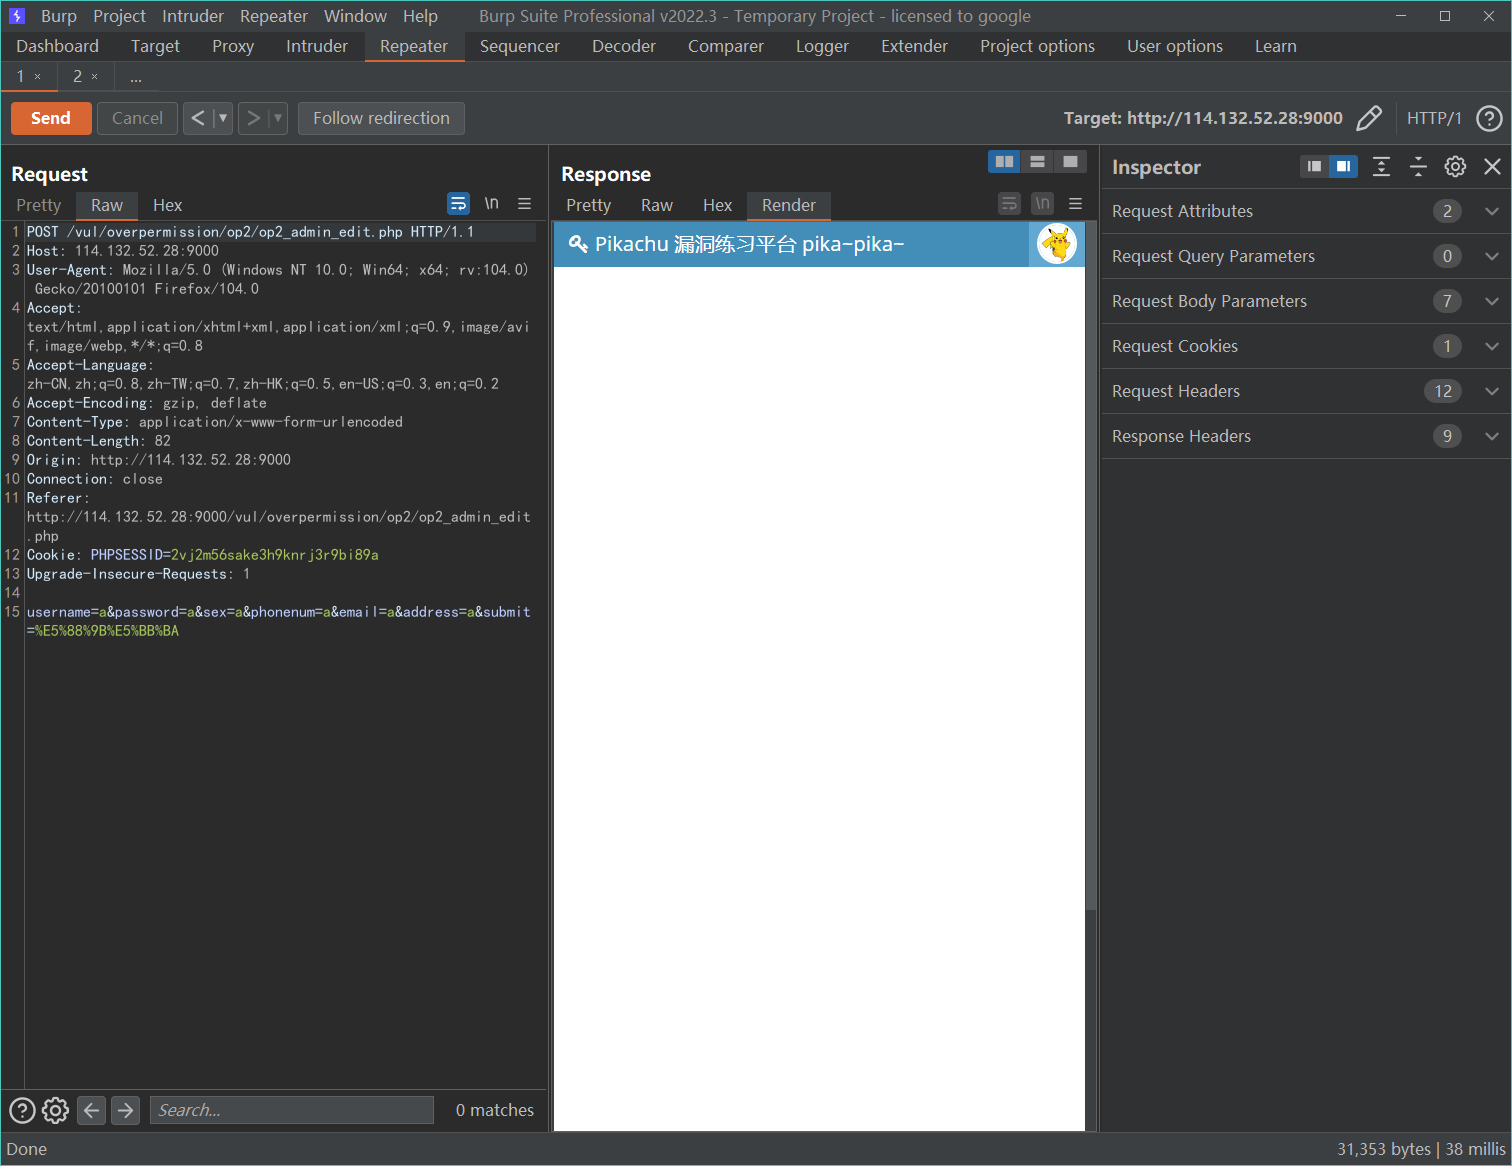 Burp Project Intruder Repeater Window Help Burp Suite Professional v2022.3 - Temporary Project - licensed to google
Dashboard Target Proxy Intruder Repeater Sequencer Decoder Comparer Logger Extender Project options User options Learn
1 × 2 × ...
Send Cancel < > Follow redirection Target: http://114.132.52.28:9000 HTTP/1 ?
Request
Pretty Raw Hex \n
1 POST /vul/overpermission/op2/op2_admin_edit.php HTTP/1.1
2 Host: 114.132.52.28:9000
3 User-Agent: Mozilla/5.0 (Windows NT 10.0; Win64; x64; rv:104.0)
Gecko/20100101 Firefox/104.0
4 Accept:
text/html,application/xhtml+xml,application/xml;q=0.9,image/avi
f,image/webp,*/*;q=0.8
5 Accept-Language:
zh-CN,zh;q=0.8,zh-TW;q=0.7,zh-HK;q=0.5,en-US;q=0.3,en;q=0.2
6 Accept-Encoding: gzip, deflate
7 Content-Type: application/x-www-form-urlencoded
8 Content-Length: 82
9 Origin: http://114.132.52.28:9000
10 Connection: close
11 Referer:
http://114.132.52.28:9000/vul/overpermission/op2/op2_admin_edit
.php
12 Cookie: PHPSESSID=2vj2m56sake3h9knrj3r9bi89a
13 Upgrade-Insecure-Requests: 1
14
15 username=a&password=a&sex=a&phonenum=a&email=a&address=a&submit
=%E5%88%9B%E5%BB%BA
? Search... 0 matches
Response
Pretty Raw Hex Render \n
Pikachu 漏洞练习平台 pika~pika~
Inspector
Request Attributes 2
Request Query Parameters 0
Request Body Parameters 7
Request Cookies 1
Request Headers 12
Response Headers 9
Done 31,353 bytes | 38 millis